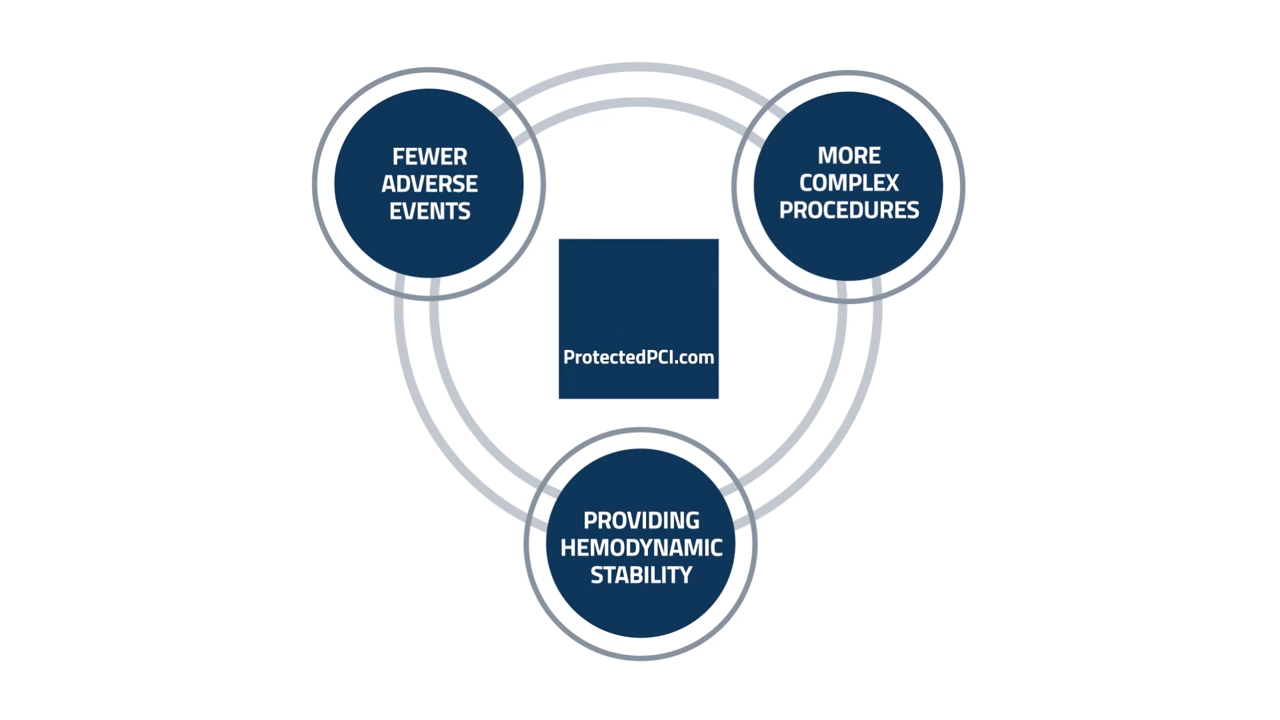 FEWER
ADVERSE
EVENTS
MORE
COMPLEX
PROCEDURES
ProtectedPCI.com
PROVIDING
HEMODYNAMIC
STABILITY